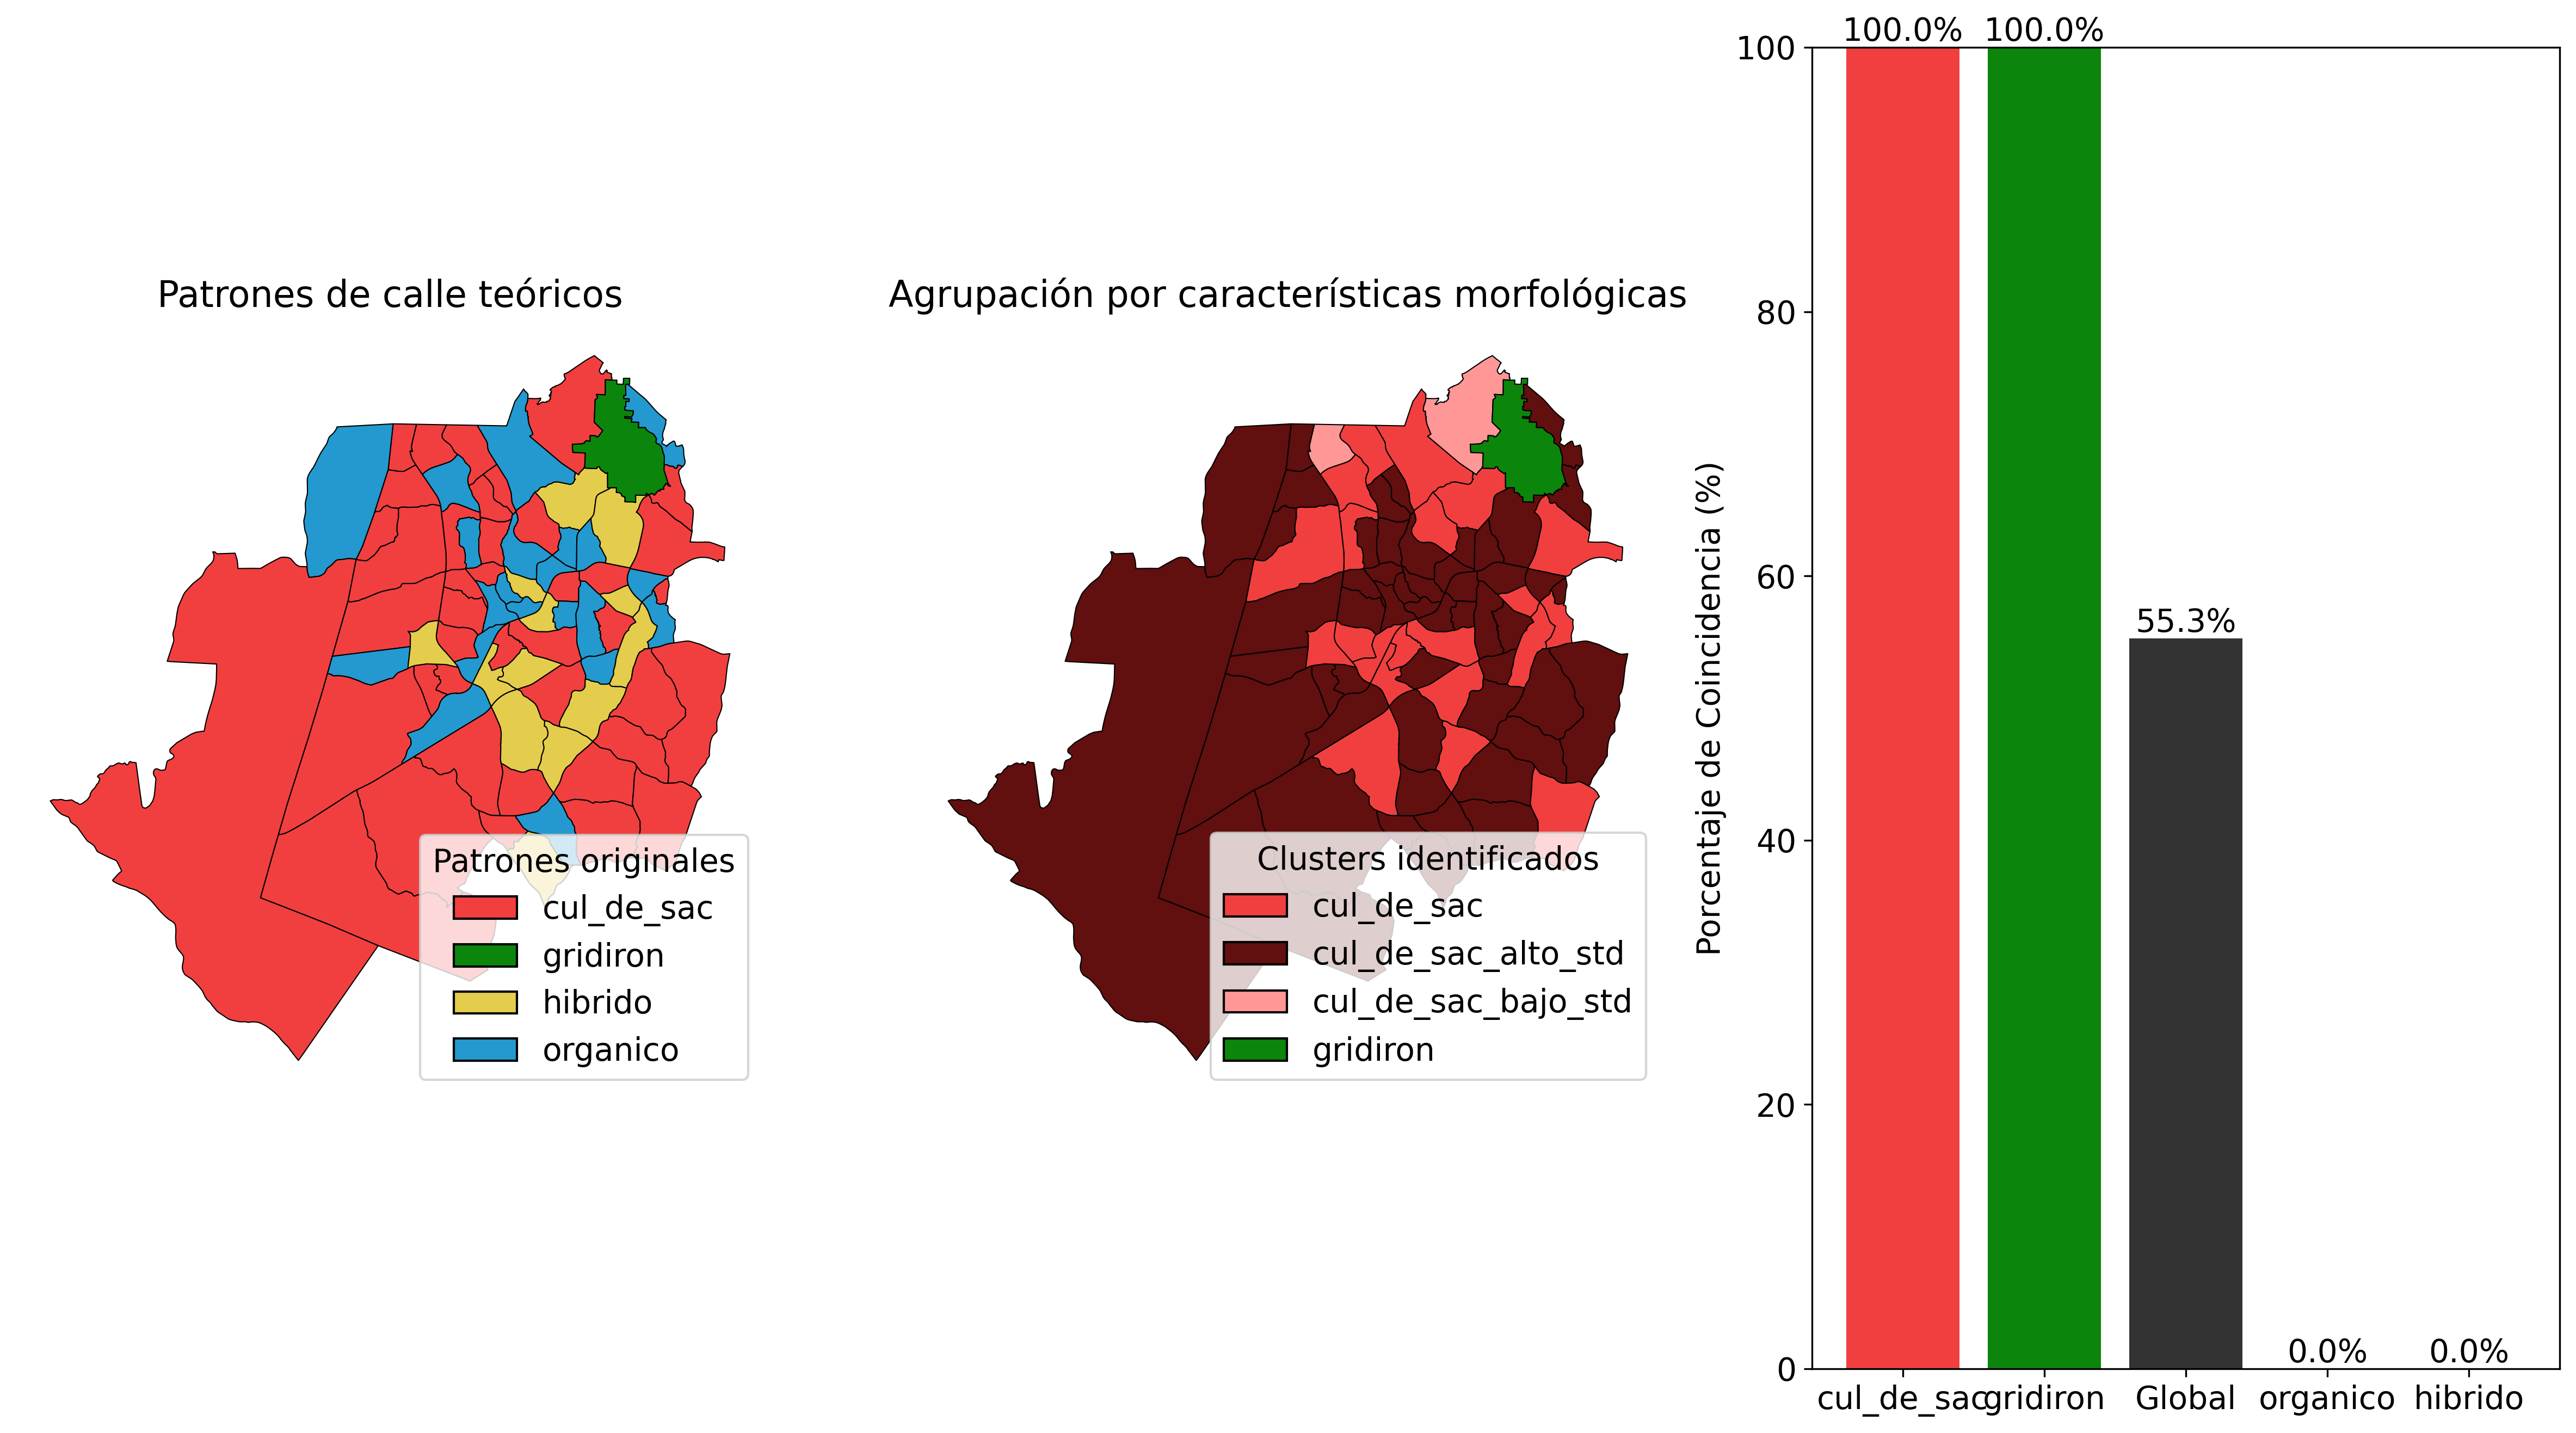 Patrones de calle teóricos
Patrones originales
cul_de_sac
gridiron
hibrido
organico
Agrupación por características morfológicas
Clusters identificados
cul_de_sac
cul_de_sac_alto_std
cul_de_sac_bajo_std
gridiron
Porcentaje de Coincidencia (%)
100
80
60
40
20
0
100.0%
100.0%
55.3%
0.0%
0.0%
cul_de_sac
gridiron
Global
organico
hibrido